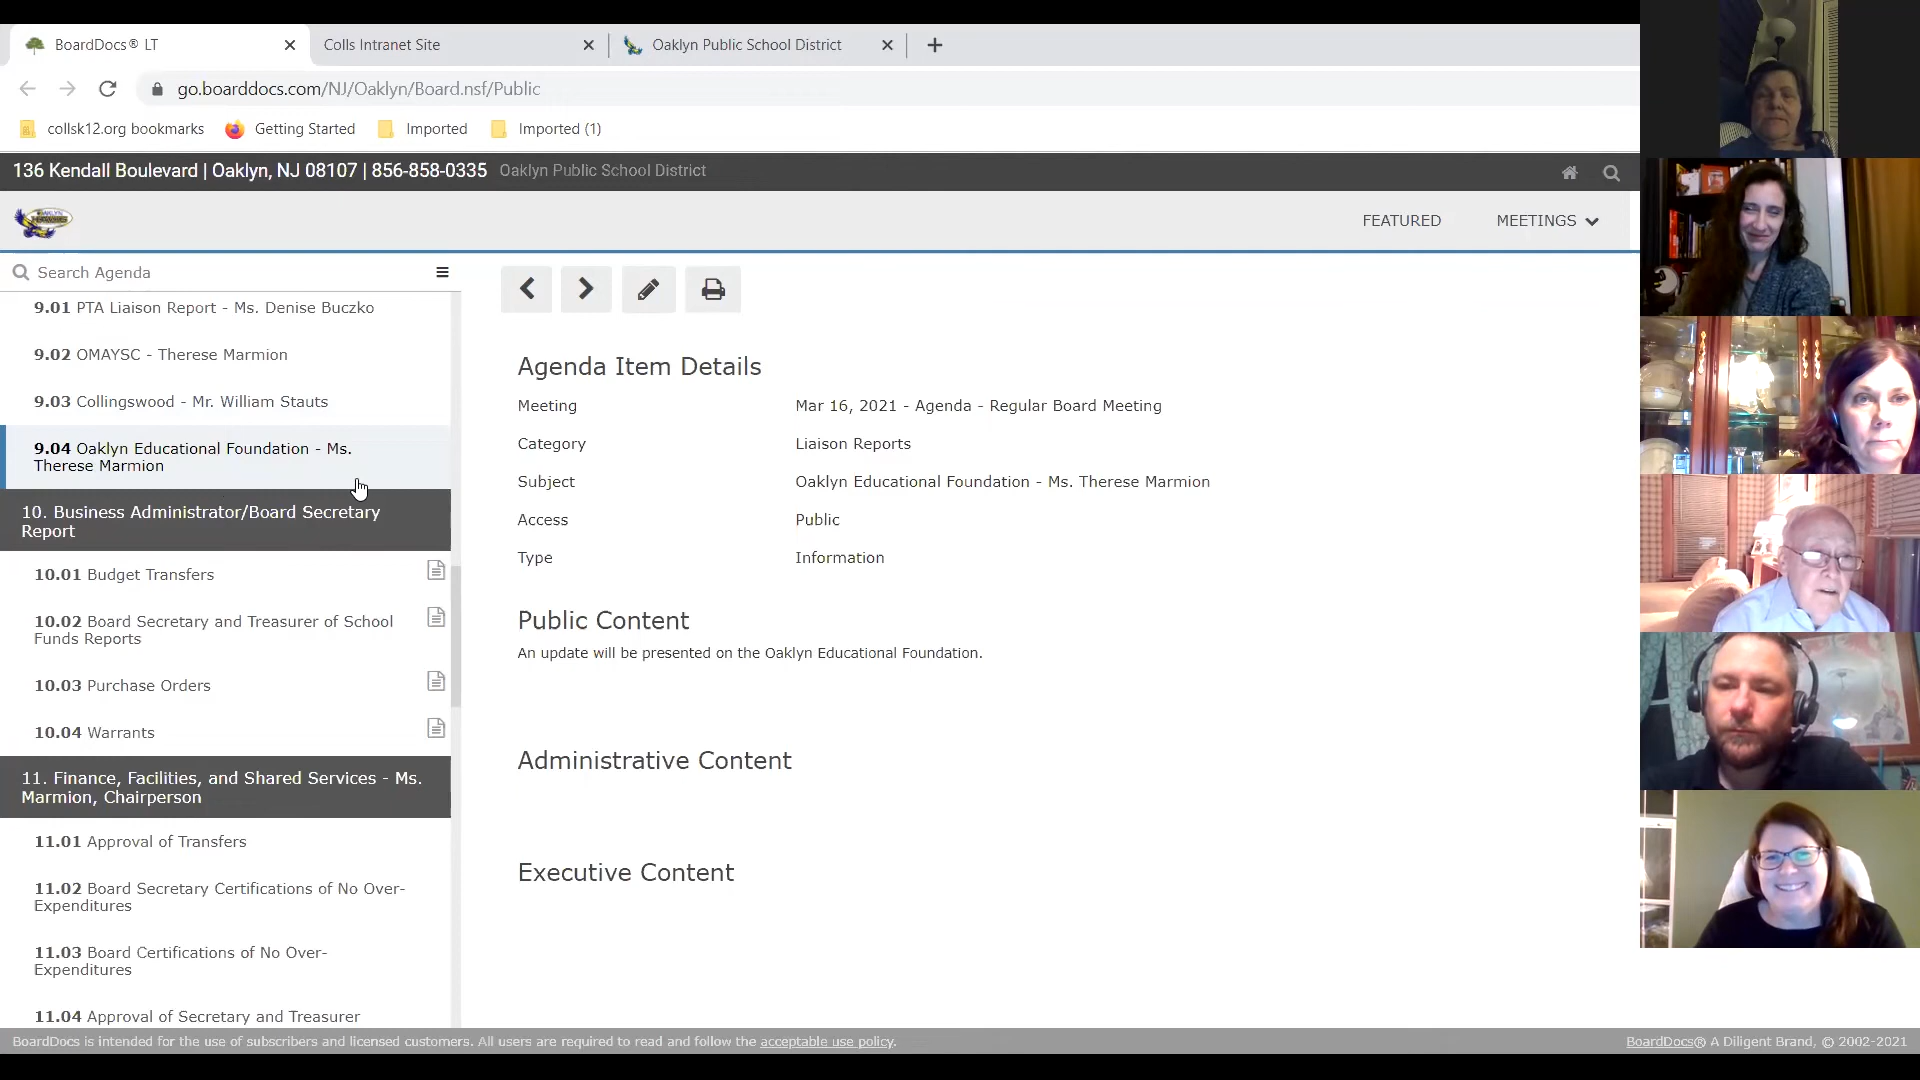 BoardDocs® LT
Colls Intranet Site
Oaklyn Public School District
go.boarddocs.com/NJ/Oaklyn/Board.nsf/Public
collsk12.org bookmarks
Getting Started
Imported
Imported (1)
136 Kendall Boulevard | Oaklyn, NJ 08107 | 856-858-0335 Oaklyn Public School District
FEATURED
MEETINGS
Search Agenda
9.01 PTA Liaison Report - Ms. Denise Buczko
9.02 OMAYSC - Therese Marmion
9.03 Collingswood - Mr. William Stauts
9.04 Oaklyn Educational Foundation - Ms.
Therese Marmion
10. Business Administrator/Board Secretary
Report
10.01 Budget Transfers
10.02 Board Secretary and Treasurer of School
Funds Reports
10.03 Purchase Orders
10.04 Warrants
11. Finance, Facilities, and Shared Services - Ms.
Marmion, Chairperson
11.01 Approval of Transfers
11.02 Board Secretary Certifications of No Over-
Expenditures
11.03 Board Certifications of No Over-
Expenditures
11.04 Approval of Secretary and Treasurer
Agenda Item Details
Meeting Mar 16, 2021 - Agenda - Regular Board Meeting
Category Liaison Reports
Subject Oaklyn Educational Foundation - Ms. Therese Marmion
Access Public
Type Information
Public Content
An update will be presented on the Oaklyn Educational Foundation.
Administrative Content
Executive Content
BoardDocs is intended for the use of subscribers and licensed customers. All users are required to read and follow the acceptable use policy.
BoardDocs® A Diligent Brand, © 2002-2021